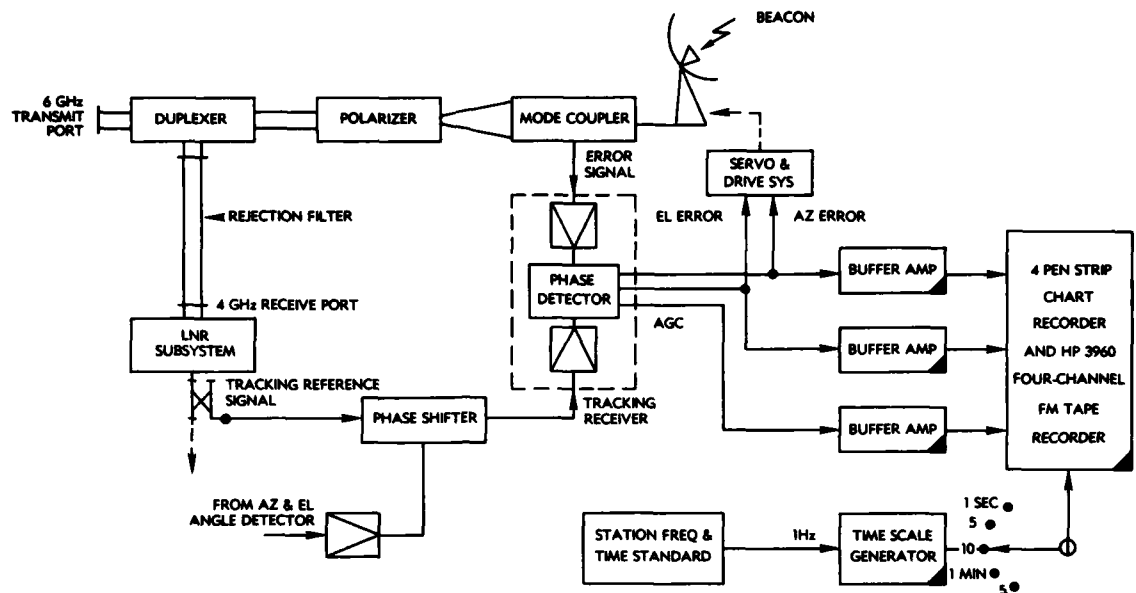 BEACON
6 GHz
TRANSMIT
PORT
DUPLEXER
POLARIZER
MODE COUPLER
ERROR
SIGNAL
SERVO &
DRIVE SYS
REJECTION FILTER
EL ERROR
AZ ERROR
PHASE
DETECTOR
BUFFER AMP
4 PEN STRIP
CHART
RECORDER
AND HP 3960
FOUR-CHANNEL
FM TAPE
RECORDER
4 GHz RECEIVE PORT
AGC
LNR
SUBSYSTEM
BUFFER AMP
TRACKING REFERENCE
SIGNAL
PHASE SHIFTER
TRACKING
RECEIVER
BUFFER AMP
FROM AZ & EL
ANGLE DETECTOR
STATION FREQ &
TIME STANDARD
1Hz
TIME SCALE
GENERATOR
1 SEC
5
10
1 MIN
5